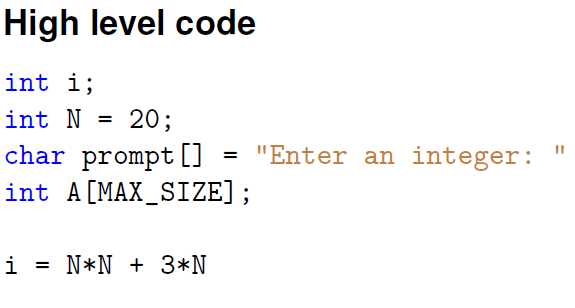 High level code
int i;
int N = 20;
char prompt[] = "Enter an integer: "
int A[MAX_SIZE];
i = N*N + 3*N